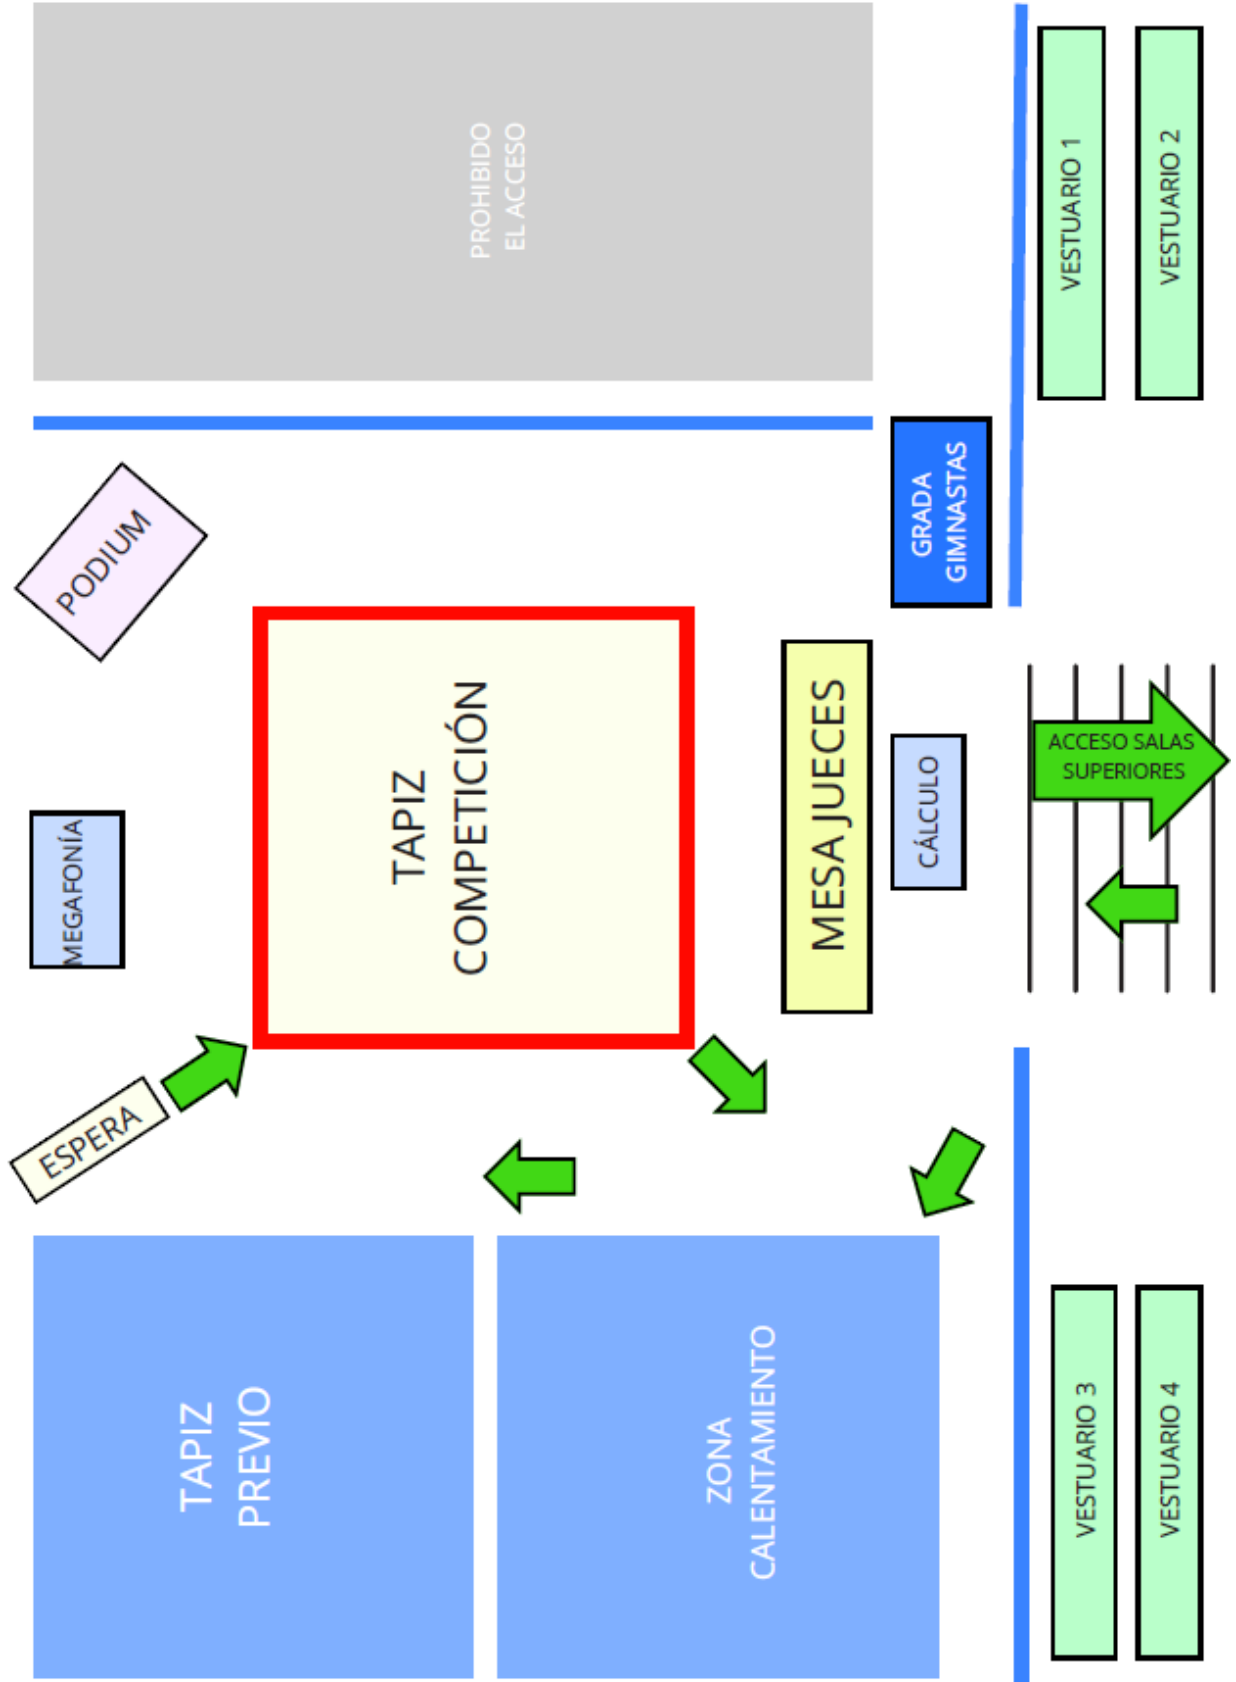 PROHIBIDO
EL ACCESO
VESTUARIO 1
VESTUARIO 2
PODIUM
GRADA
GIMNASTAS
TAPIZ
COMPETICIÓN
MESA JUECES
CÁLCULO
ACCESO SALAS
SUPERIORES
MEGAFONÍA
ESPERA
TAPIZ
PREVIO
ZONA
CALENTAMIENTO
VESTUARIO 3
VESTUARIO 4